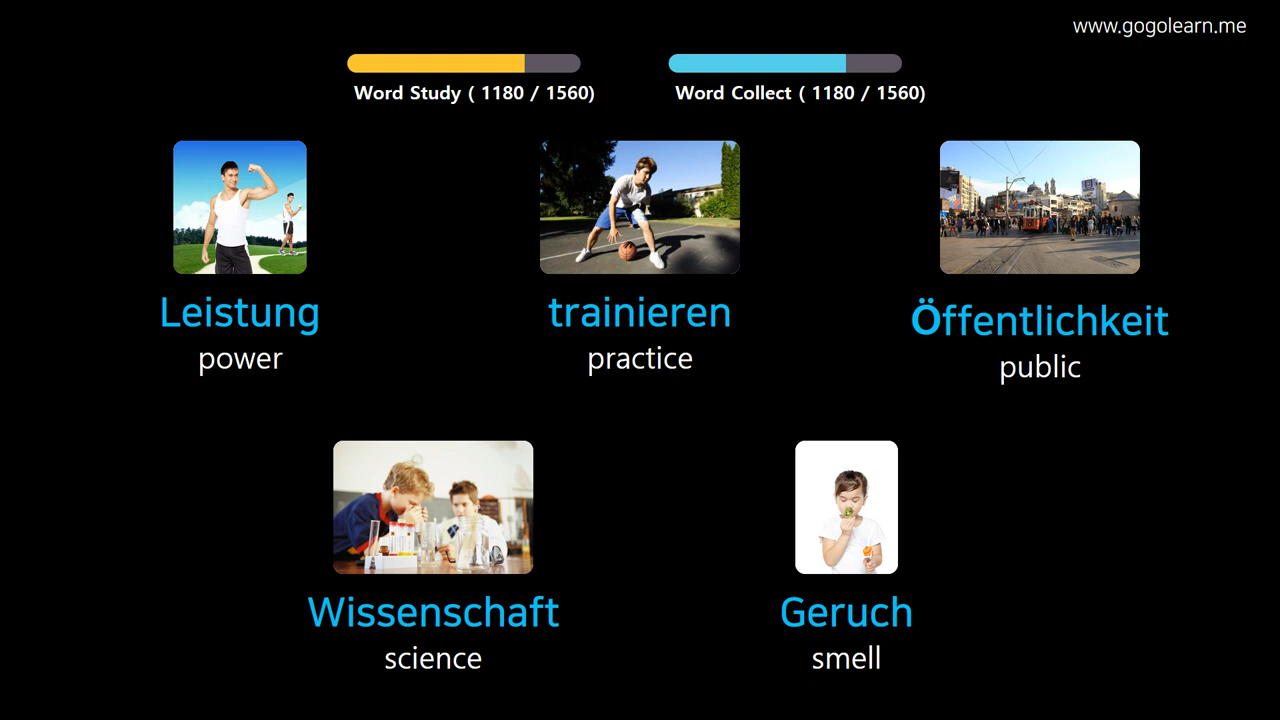 www.gogolearn.me
Word Study ( 1180 / 1560)
Word Collect ( 1180 / 1560)
Leistung
power
trainieren
practice
Öffentlichkeit
public
Wissenschaft
science
Geruch
smell